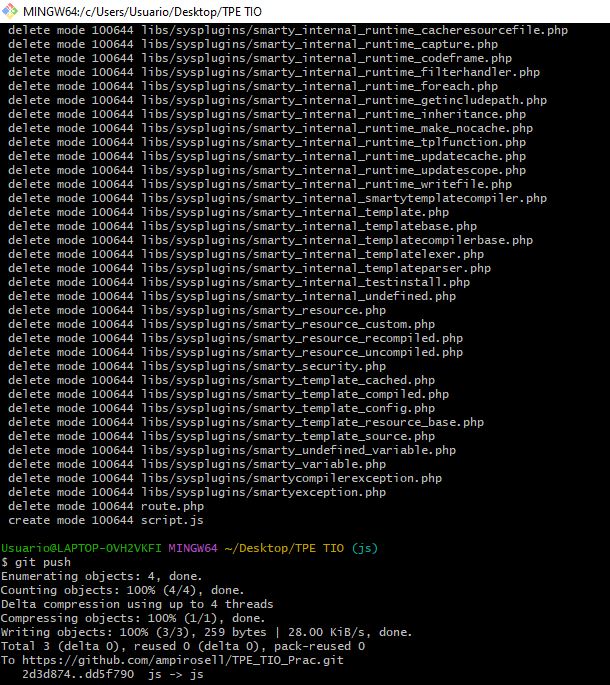 MINGW64:/c/Users/Usuario/Desktop/TPE TIO
delete mode 100644 libs/sysplugins/smarty_internal_runtime_cacheresourcefile.php
delete mode 100644 libs/sysplugins/smarty_internal_runtime_capture.php
delete mode 100644 libs/sysplugins/smarty_internal_runtime_codeframe.php
delete mode 100644 libs/sysplugins/smarty_internal_runtime_filterhandler.php
delete mode 100644 libs/sysplugins/smarty_internal_runtime_foreach.php
delete mode 100644 libs/sysplugins/smarty_internal_runtime_getincludepath.php
delete mode 100644 libs/sysplugins/smarty_internal_runtime_inheritance.php
delete mode 100644 libs/sysplugins/smarty_internal_runtime_make_nocache.php
delete mode 100644 libs/sysplugins/smarty_internal_runtime_tplfunction.php
delete mode 100644 libs/sysplugins/smarty_internal_runtime_updatecache.php
delete mode 100644 libs/sysplugins/smarty_internal_runtime_updatescope.php
delete mode 100644 libs/sysplugins/smarty_internal_runtime_writefile.php
delete mode 100644 libs/sysplugins/smarty_internal_smartytemplatecompiler.php
delete mode 100644 libs/sysplugins/smarty_internal_template.php
delete mode 100644 libs/sysplugins/smarty_internal_templatebase.php
delete mode 100644 libs/sysplugins/smarty_internal_templatecompilerbase.php
delete mode 100644 libs/sysplugins/smarty_internal_templatelexer.php
delete mode 100644 libs/sysplugins/smarty_internal_templateparser.php
delete mode 100644 libs/sysplugins/smarty_internal_testinstall.php
delete mode 100644 libs/sysplugins/smarty_internal_undefined.php
delete mode 100644 libs/sysplugins/smarty_resource.php
delete mode 100644 libs/sysplugins/smarty_resource_custom.php
delete mode 100644 libs/sysplugins/smarty_resource_recompiled.php
delete mode 100644 libs/sysplugins/smarty_resource_uncompiled.php
delete mode 100644 libs/sysplugins/smarty_security.php
delete mode 100644 libs/sysplugins/smarty_template_cached.php
delete mode 100644 libs/sysplugins/smarty_template_compiled.php
delete mode 100644 libs/sysplugins/smarty_template_config.php
delete mode 100644 libs/sysplugins/smarty_template_resource_base.php
delete mode 100644 libs/sysplugins/smarty_template_source.php
delete mode 100644 libs/sysplugins/smarty_undefined_variable.php
delete mode 100644 libs/sysplugins/smarty_variable.php
delete mode 100644 libs/sysplugins/smartycompilerexception.php
delete mode 100644 libs/sysplugins/smartyexception.php
delete mode 100644 route.php
create mode 100644 script.js
Usuario@LAPTOP-OVH2VKFI MINGW64 ~/Desktop/TPE TIO (js)
$ git push
Enumerating objects: 4, done.
Counting objects: 100% (4/4), done.
Delta compression using up to 4 threads
Compressing objects: 100% (1/1), done.
Writing objects: 100% (3/3), 259 bytes | 28.00 KiB/s, done.
Total 3 (delta 0), reused 0 (delta 0), pack-reused 0
To https://github.com/ampirosell/TPE_TIO_Prac.git
2d3d874..dd5f790  js -> js